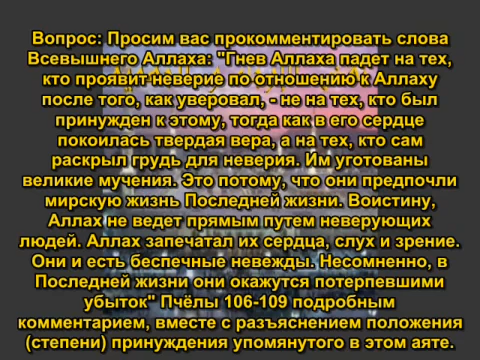 Вопрос: Просим вас прокомментировать слова
Всевышнего Аллаха: "Гнев Аллаха падет на тех,
кто проявит неверие по отношению к Аллаху
после того, как уверовал, - не на тех, кто был
принужден к этому, тогда как в его сердце
покоилась твердая вера, а на тех, кто сам
раскрыл грудь для неверия. Им уготованы
великие мучения. Это потому, что они предпочли
мирскую жизнь Последней жизни. Воистину,
Аллах не ведет прямым путем неверующих
людей. Аллах запечатал их сердца, слух и зрение.
Они и есть беспечные невежды. Несомненно, в
Последней жизни они окажутся потерпевшими
убыток" Пчёлы 106-109 подробным
комментарием, вместе с разъяснением положения
(степени) принуждения упомянутого в этом аяте.